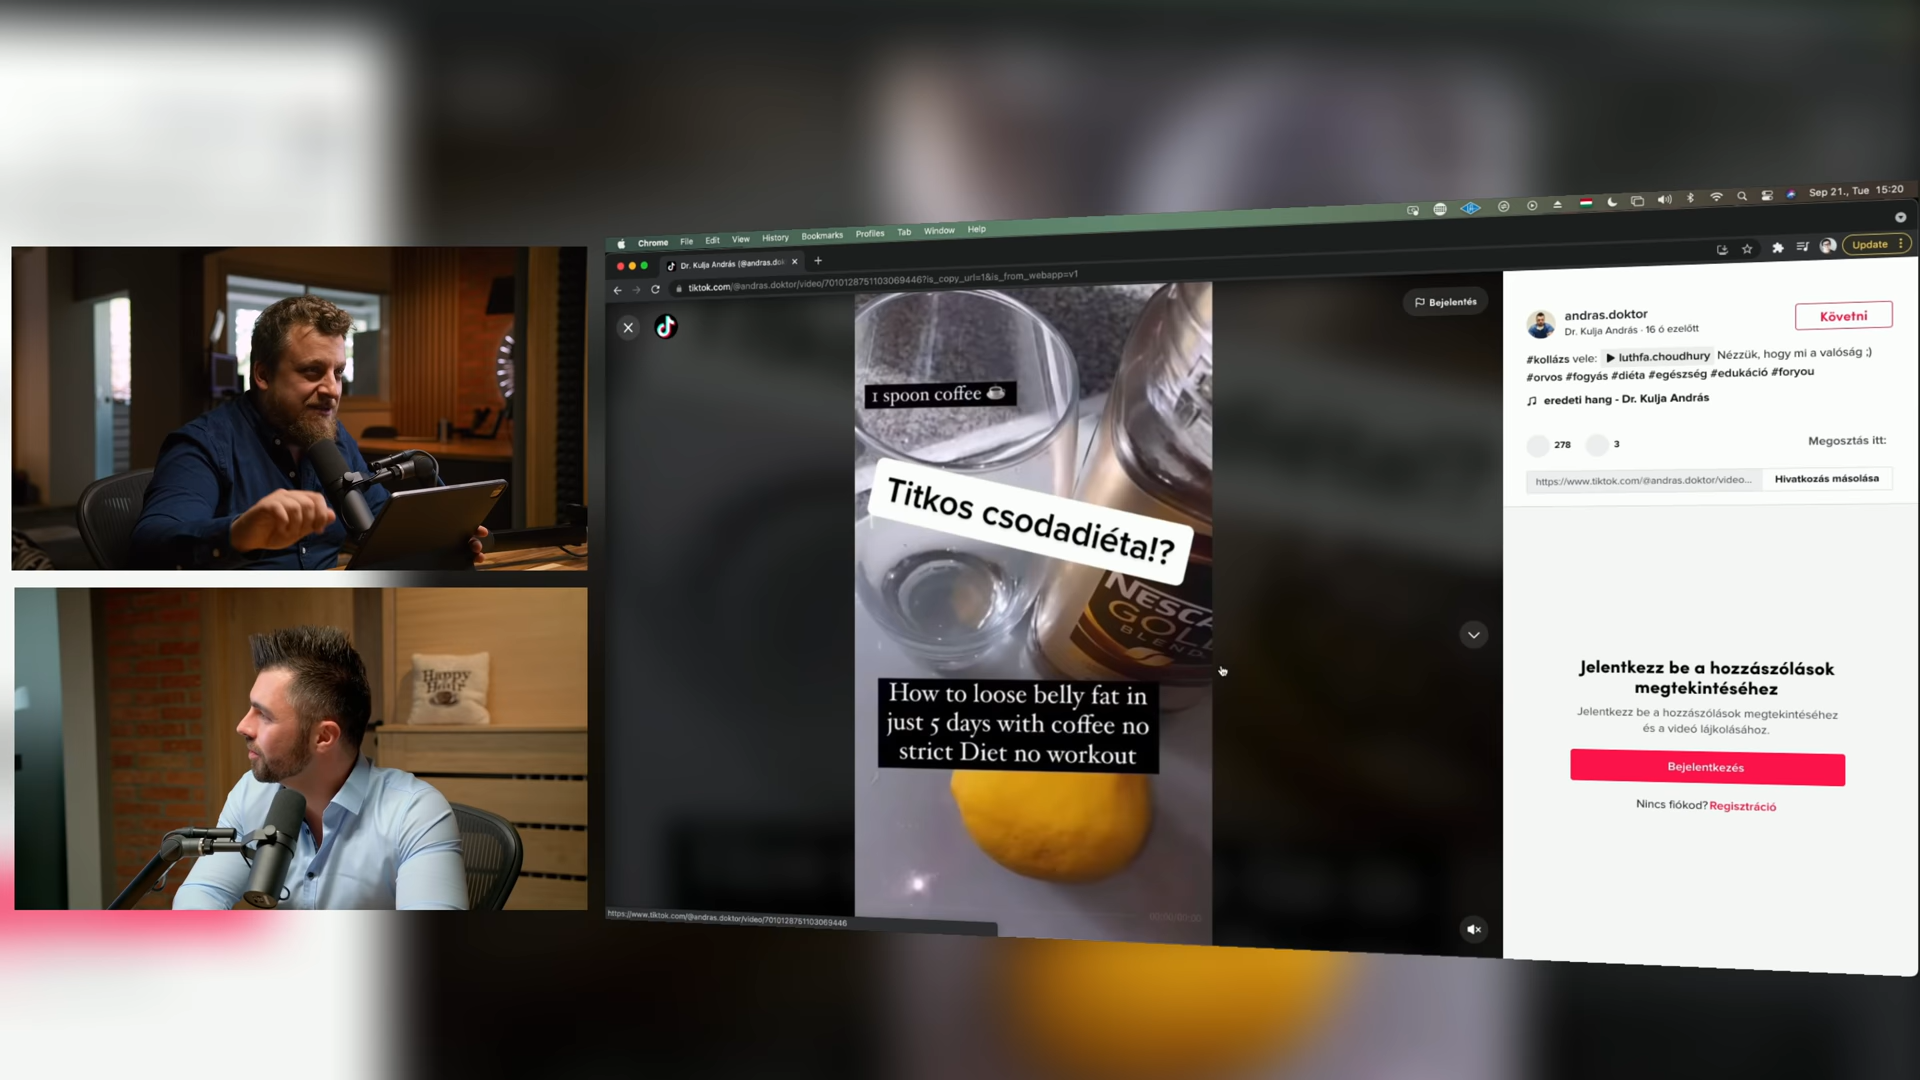 Happy
Chrome File Edit View History Bookmarks Profiles Tab Window Help
Sep 21., Tue 15:20
Dr. Kulja András (@andras.do
tiktok.com/@andras.doktor/video/7010128751103069446?is_copy_url=1&is_from_webapp=v1
Update
Bejelentés
1 spoon coffee ☕
Titkos csodadiéta!?
NESCA
GOLD
BLEND
How to loose belly fat in
just 5 days with coffee no
strict Diet no workout
https://www.tiktok.com/@andras.doktor/video/7010128751103069446
andras.doktor
Dr. Kulja András · 16 ó ezelőtt
Követni
#kollázs vele: ▶ luthfa.choudhury Nézzük, hogy mi a valóság ;)
#orvos #fogyás #diéta #egészség #edukáció #foryou
♫ eredeti hang - Dr. Kulja András
278 3
Megosztás itt:
https://www.tiktok.com/@andras.doktor/video...
Hivatkozás másolása
Jelentkezz be a hozzászólások
megtekintéséhez
Jelentkezz be a hozzászólások megtekintéséhez
és a videó lájkolásához.
Bejelentkezés
Nincs fiókod? Regisztráció